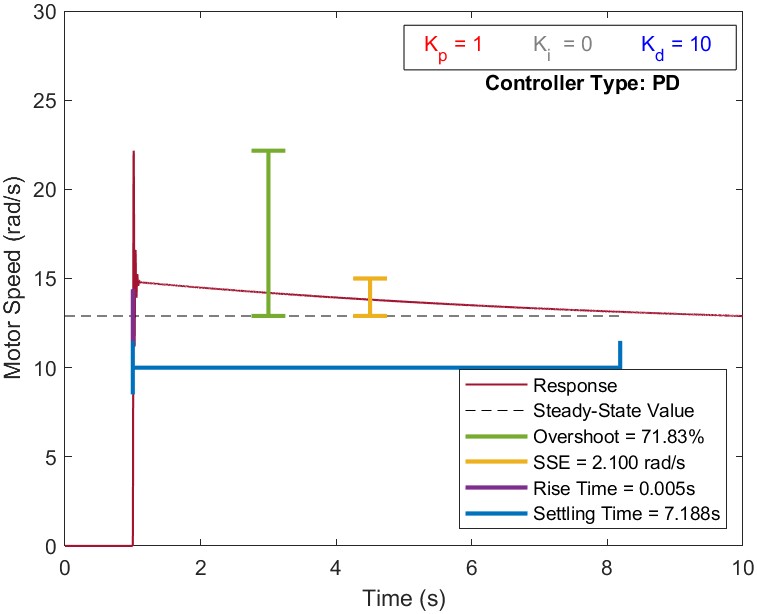 30
25
20
15
10
5
0
Motor Speed (rad/s)
Kp = 1 Ki = 0 Kd = 10
Controller Type: PD
Response
Steady-State Value
Overshoot = 71.83%
SSE = 2.100 rad/s
Rise Time = 0.005s
Settling Time = 7.188s
0 2 4 6 8 10
Time (s)